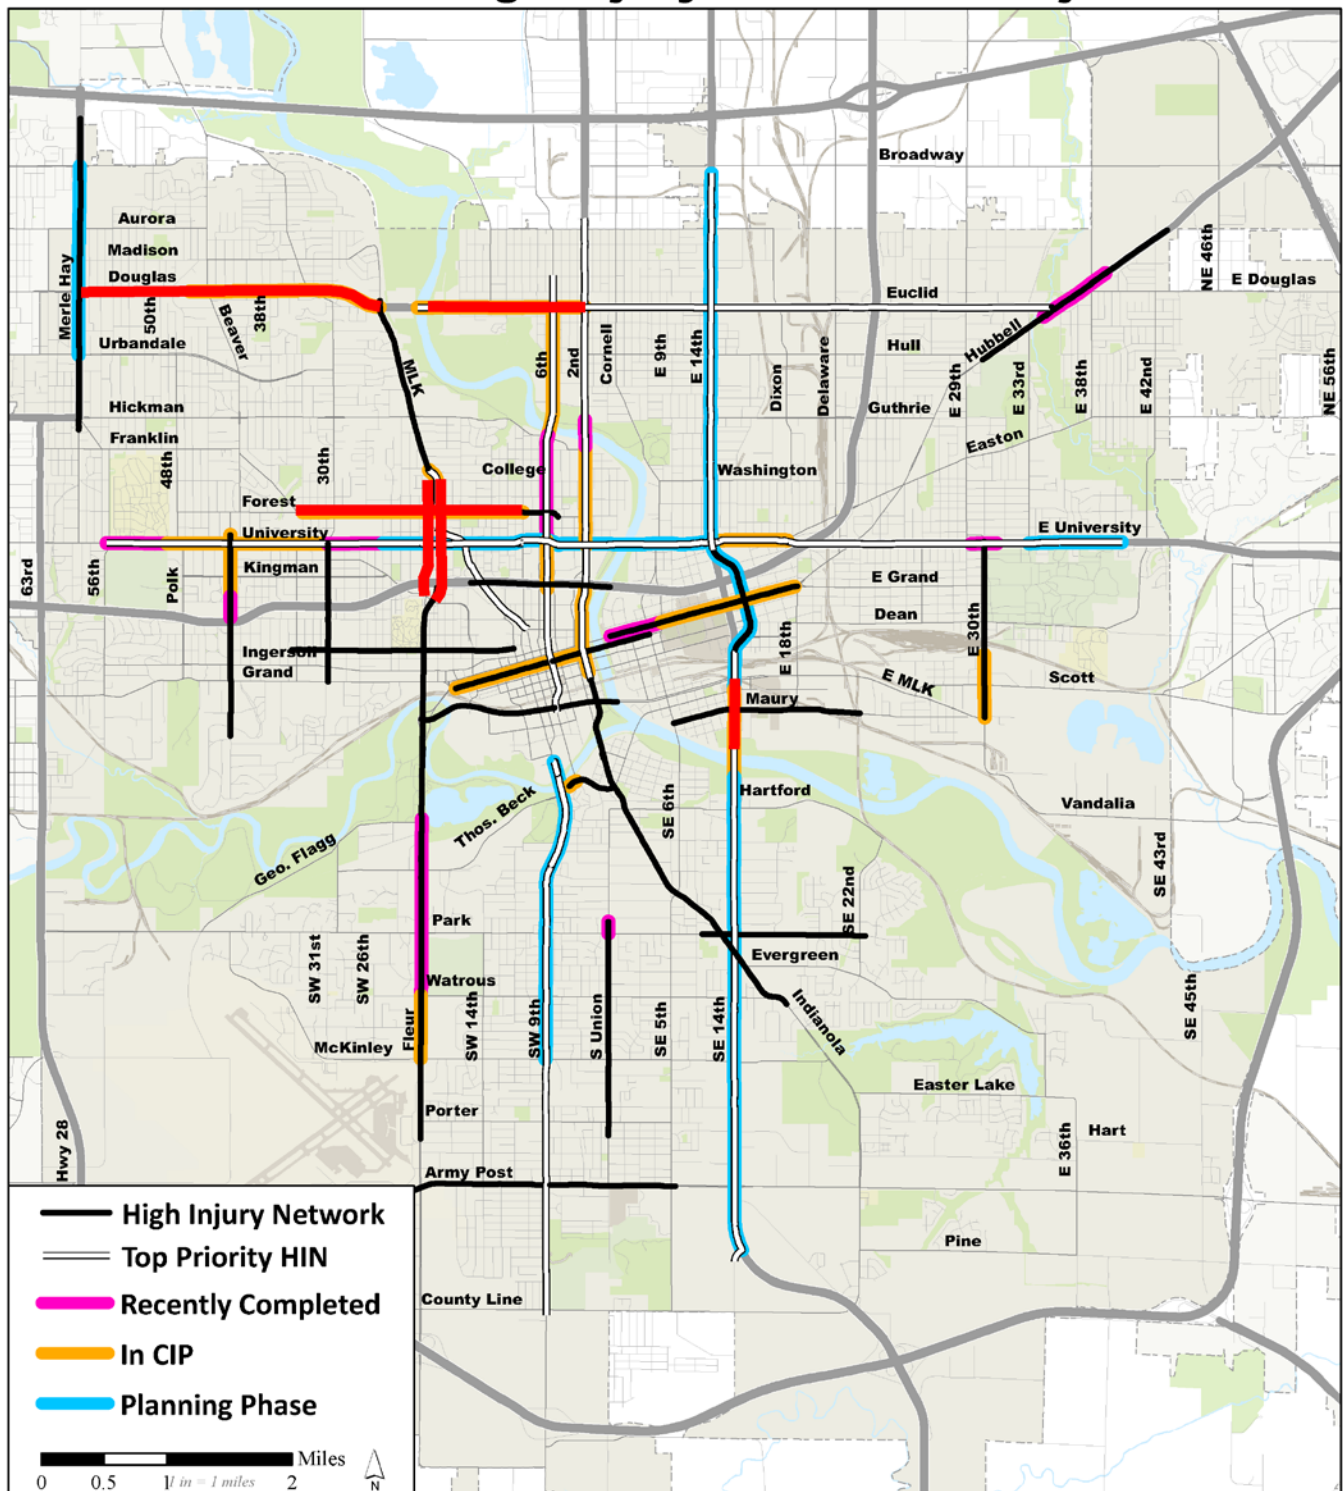 Broadway
Aurora
Madison
Douglas
Merle Hay
50th
38th
Beaver
Urbandale
Hickman
Franklin
MLK
6th
2nd
Cornell
E 9th
E 14th
Dixon
Delaware
Euclid
Hull
Hubbell
Guthrie
E 29th
E 33rd
E 38th
E 42nd
NE 46th
E Douglas
NE 56th
Easton
48th
30th
College
Washington
Forest
University
E University
63rd
56th
Polk
Kingman
E Grand
Dean
Ingersoll
Grand
E 18th
E 30th
E MLK
Scott
Maury
Hartford
Vandalia
Thos. Beck
Geo. Flagg
SE 6th
SE 22nd
SE 43rd
Park
SW 31st
SW 26th
Watrous
Evergreen
SE 45th
Fleur
SW 14th
SW 9th
S Union
SE 5th
SE 14th
Indianola
McKinley
Easter Lake
Porter
Hart
E 36th
Hwy 28
Army Post
Pine
County Line
High Injury Network
Top Priority HIN
Recently Completed
In CIP
Planning Phase
Miles
0 0.5 1 2
1 in = 1 miles
N